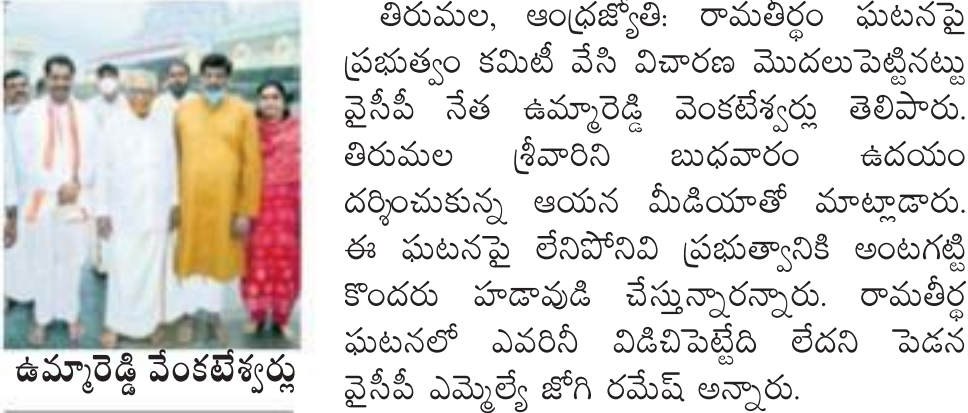 తిరుమల, ఆంధ్రజ్యోతి: రామతీర్థం ఘటనపై
ప్రభుత్వం కమిటీ వేసి విచారణ మొదలుపెట్టినట్టు
వైసీపీ నేత ఉమ్మారెడ్డి వెంకటేశ్వర్లు తెలిపారు.
తిరుమల శ్రీవారిని బుధవారం ఉదయం
దర్శించుకున్న ఆయన మీడియాతో మాట్లాడారు.
ఈ ఘటనపై లేనిపోనివి ప్రభుత్వానికి అంటగట్టి
కొందరు హడావుడి చేస్తున్నారన్నారు. రామతీర్థ
ఘటనలో ఎవరినీ విడిచిపెట్టేది లేదని పెడన
వైసీపీ ఎమ్మెల్యే జోగి రమేష్ అన్నారు.
ఉమ్మారెడ్డి వేంకటేశ్వర్లు